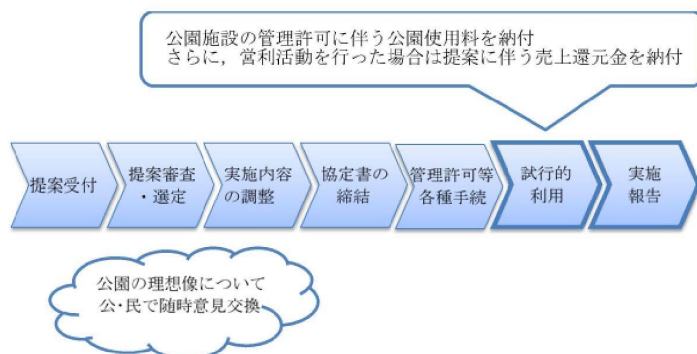 公園施設の管理許可に伴う公園使用料を納付
さらに，営利活動を行った場合は提案に伴う売上還元金を納付
提案受付
提案審査
・選定
実施内容
の調整
協定書の
締結
管理許可等
各種手続
試行的
利用
実施
報告
公園の理想像について
公・民で随時意見交換